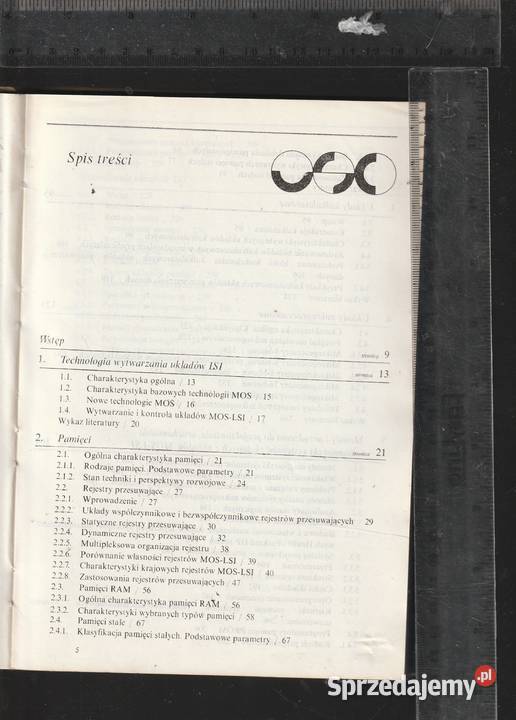 Spis treści
Wstęp 9
1. Technologia wytwarzania układów LSI 13
1.1. Charakterystyka ogólna / 13
1.2. Charakterystyka bazowych technologii MOS / 15
1.3. Nowe technologie MOS / 16
1.4. Wytwarzanie i kontrola układów MOS-LSI / 17
Wykaz literatury / 20
2. Pamięci 21
2.1. Ogólna charakterystyka pamięci / 21
2.1.1. Rodzaje pamięci. Podstawowe parametry / 21
2.1.2. Stan techniki i perspektywy rozwojowe / 24
2.2. Rejestry przesuwające / 27
2.2.1. Wprowadzenie / 27
2.2.2. Układy współczynnikowe i bezwspółczynnikowe rejestrów przesuwających / 29
2.2.3. Statyczne rejestry przesuwające / 30
2.2.4. Dynamiczne rejestry przesuwające / 32
2.2.5. Multipleksowa organizacja rejestru / 38
2.2.6. Porównanie własności rejestrów MOS-LSI / 39
2.2.7. Charakterystyki krajowych rejestrów MOS-LSI / 40
2.2.8. Zastosowania rejestrów przesuwających / 47
2.3. Pamięci RAM / 56
2.3.1. Ogólna charakterystyka pamięci RAM / 56
2.3.2. Charakterystyki wybranych typów pamięci / 58
2.4. Pamięci stałe / 67
2.4.1. Klasyfikacja pamięci stałych. Podstawowe parametry / 67
5
Sprzedajemy.pl